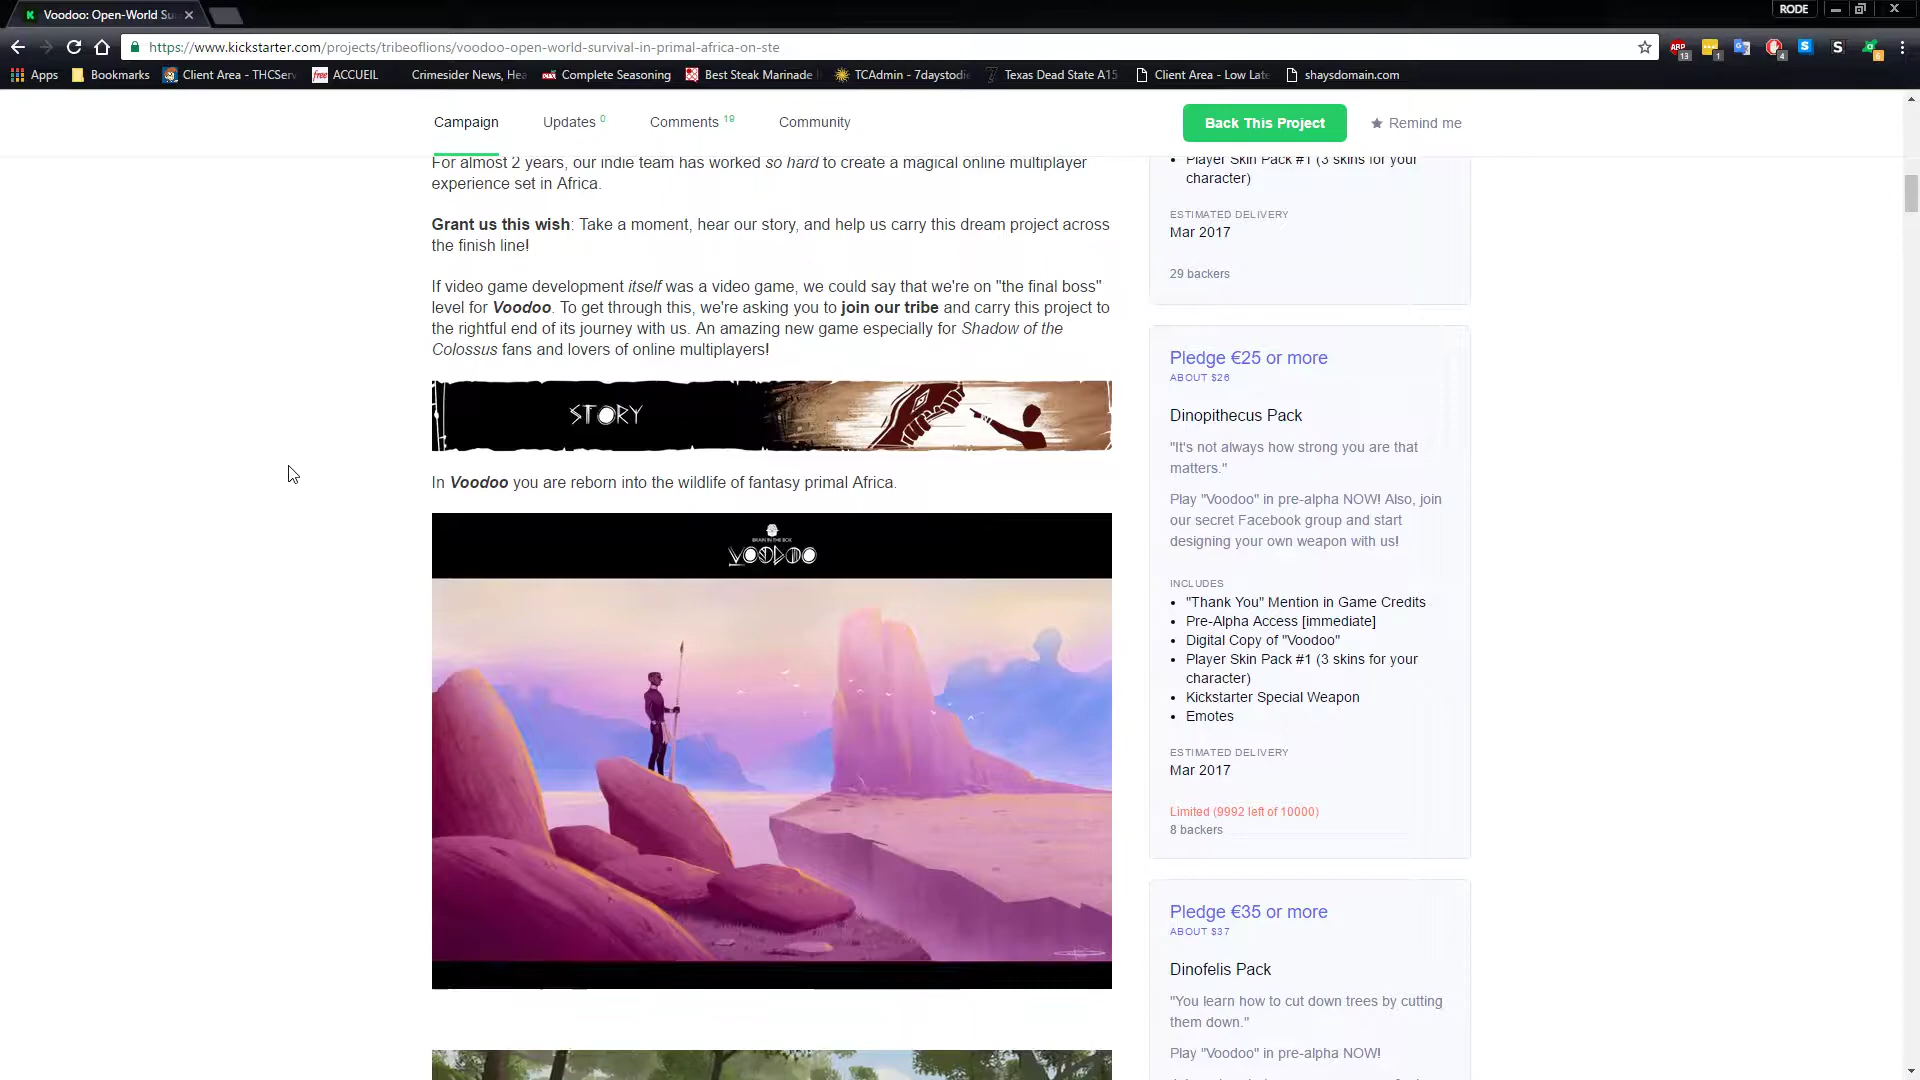 Voodoo: Open-World Su
RODE
https://www.kickstarter.com/projects/tribeoflions/voodoo-open-world-survival-in-primal-africa-on-ste
ABP
13
1
4
S
S
6
Apps
Bookmarks
Client Area - THCServ
free ACCUEIL
Crimesider News, Hea
Complete Seasoning
Best Steak Marinade
TCAdmin - 7daystodie
7 Texas Dead State A15
Client Area - Low Late
shaysdomain.com
Campaign
Updates 0
Comments 19
Community
Back This Project
Remind me
For almost 2 years, our indie team has worked so hard to create a magical online multiplayer
experience set in Africa.
Grant us this wish: Take a moment, hear our story, and help us carry this dream project across
the finish line!
If video game development itself was a video game, we could say that we're on "the final boss"
level for Voodoo. To get through this, we're asking you to join our tribe and carry this project to
the rightful end of its journey with us. An amazing new game especially for Shadow of the
Colossus fans and lovers of online multiplayers!
STORY
In Voodoo you are reborn into the wildlife of fantasy primal Africa.
BRAIN IN THE BOX
VOODOO
Player Skin Pack #1 (3 skins for your
character)
ESTIMATED DELIVERY
Mar 2017
29 backers
Pledge €25 or more
ABOUT $26
Dinopithecus Pack
"It's not always how strong you are that
matters."
Play "Voodoo" in pre-alpha NOW! Also, join
our secret Facebook group and start
designing your own weapon with us!
INCLUDES
"Thank You" Mention in Game Credits
Pre-Alpha Access [immediate]
Digital Copy of "Voodoo"
Player Skin Pack #1 (3 skins for your
character)
Kickstarter Special Weapon
Emotes
ESTIMATED DELIVERY
Mar 2017
Limited (9992 left of 10000)
8 backers
Pledge €35 or more
ABOUT $37
Dinofelis Pack
"You learn how to cut down trees by cutting
them down."
Play "Voodoo" in pre-alpha NOW!